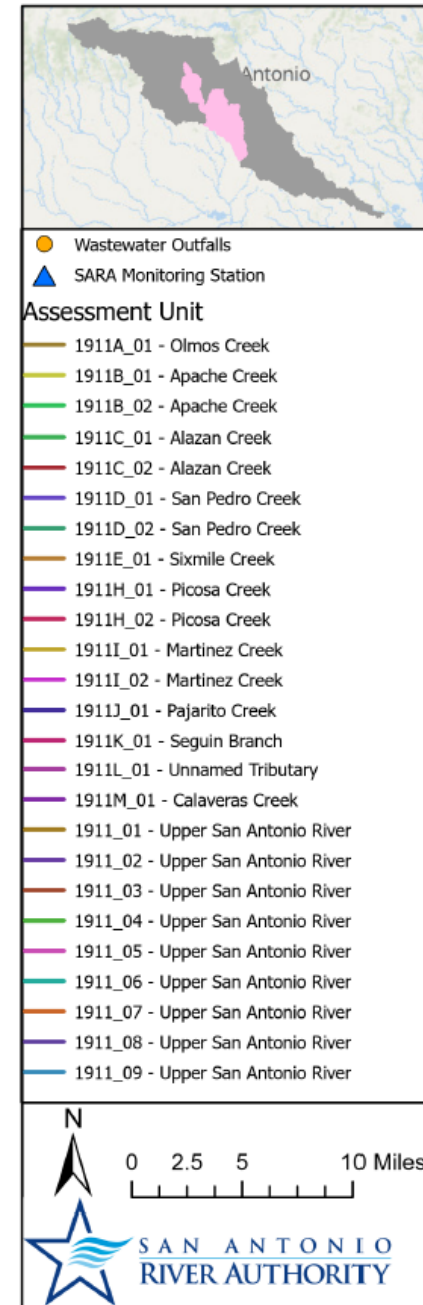 Antonio
Wastewater Outfalls
SARA Monitoring Station
Assessment Unit
1911A_01 - Olmos Creek
1911B_01 - Apache Creek
1911B_02 - Apache Creek
1911C_01 - Alazan Creek
1911C_02 - Alazan Creek
1911D_01 - San Pedro Creek
1911D_02 - San Pedro Creek
1911E_01 - Sixmile Creek
1911H_01 - Picosa Creek
1911H_02 - Picosa Creek
1911I_01 - Martinez Creek
1911I_02 - Martinez Creek
1911J_01 - Pajarito Creek
1911K_01 - Seguin Branch
1911L_01 - Unnamed Tributary
1911M_01 - Calaveras Creek
1911_01 - Upper San Antonio River
1911_02 - Upper San Antonio River
1911_03 - Upper San Antonio River
1911_04 - Upper San Antonio River
1911_05 - Upper San Antonio River
1911_06 - Upper San Antonio River
1911_07 - Upper San Antonio River
1911_08 - Upper San Antonio River
1911_09 - Upper San Antonio River
N
0 2.5 5 10 Miles
SAN ANTONIO
RIVER AUTHORITY